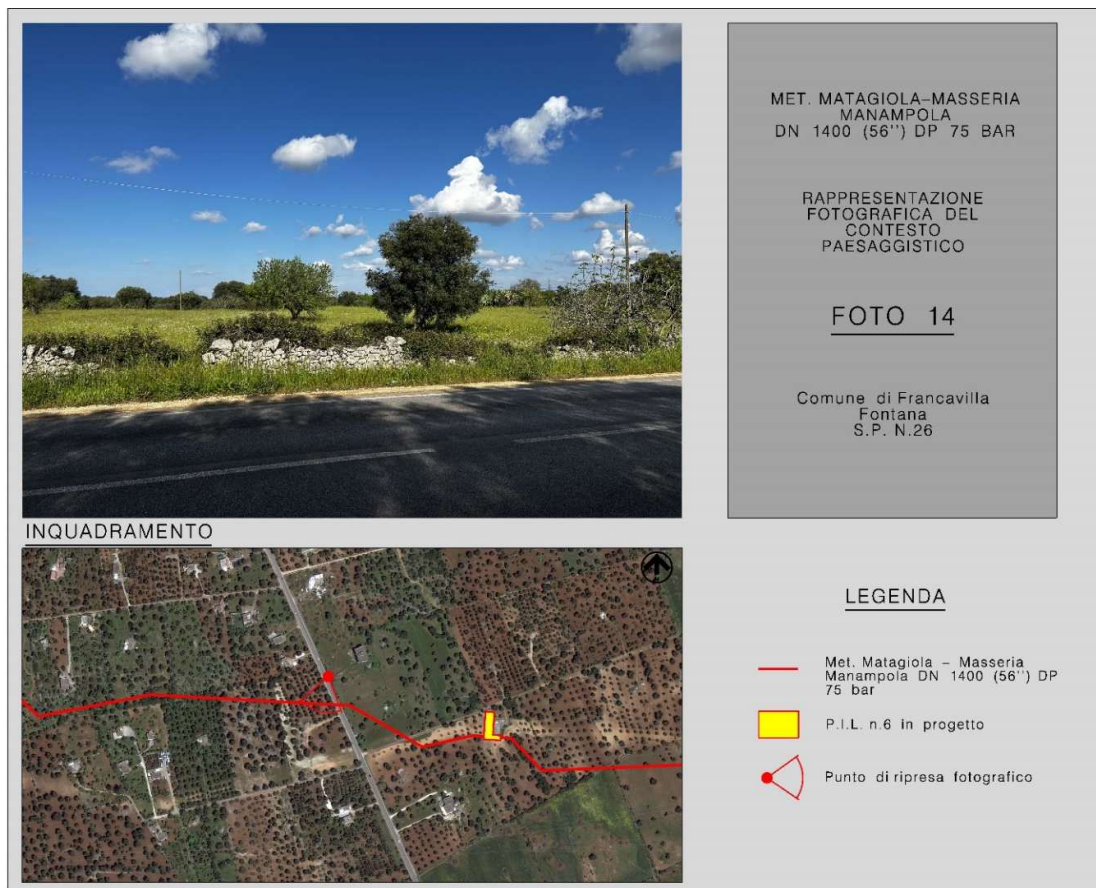 MET. MATAGIOLA-MASSERIA
MANAMPOLA
DN 1400 (56'') DP 75 BAR
RAPPRESENTAZIONE
FOTOGRAFICA DEL
CONTESTO
PAESAGGISTICO
FOTO 14
Comune di Francavilla
Fontana
S.P. N.26
INQUADRAMENTO
LEGENDA
Met. Matagiola - Masseria
Manampola DN 1400 (56'') DP
75 bar
P.I.L. n.6 in progetto
Punto di ripresa fotografico